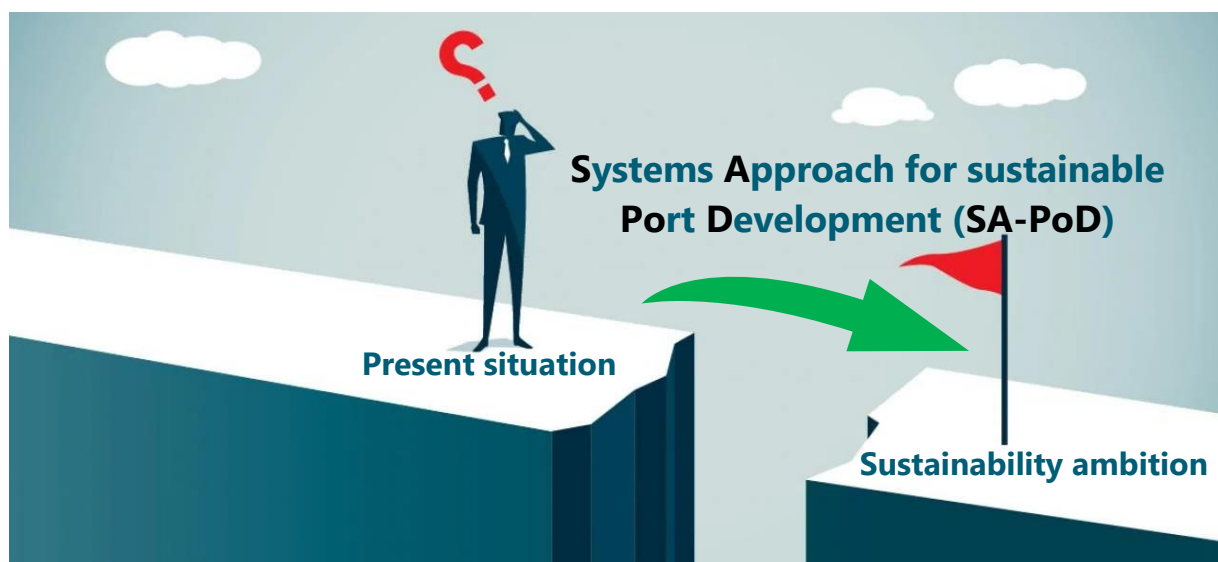 ?
Systems Approach for sustainable
Port Development (SA-PoD)
Present situation
Sustainability ambition